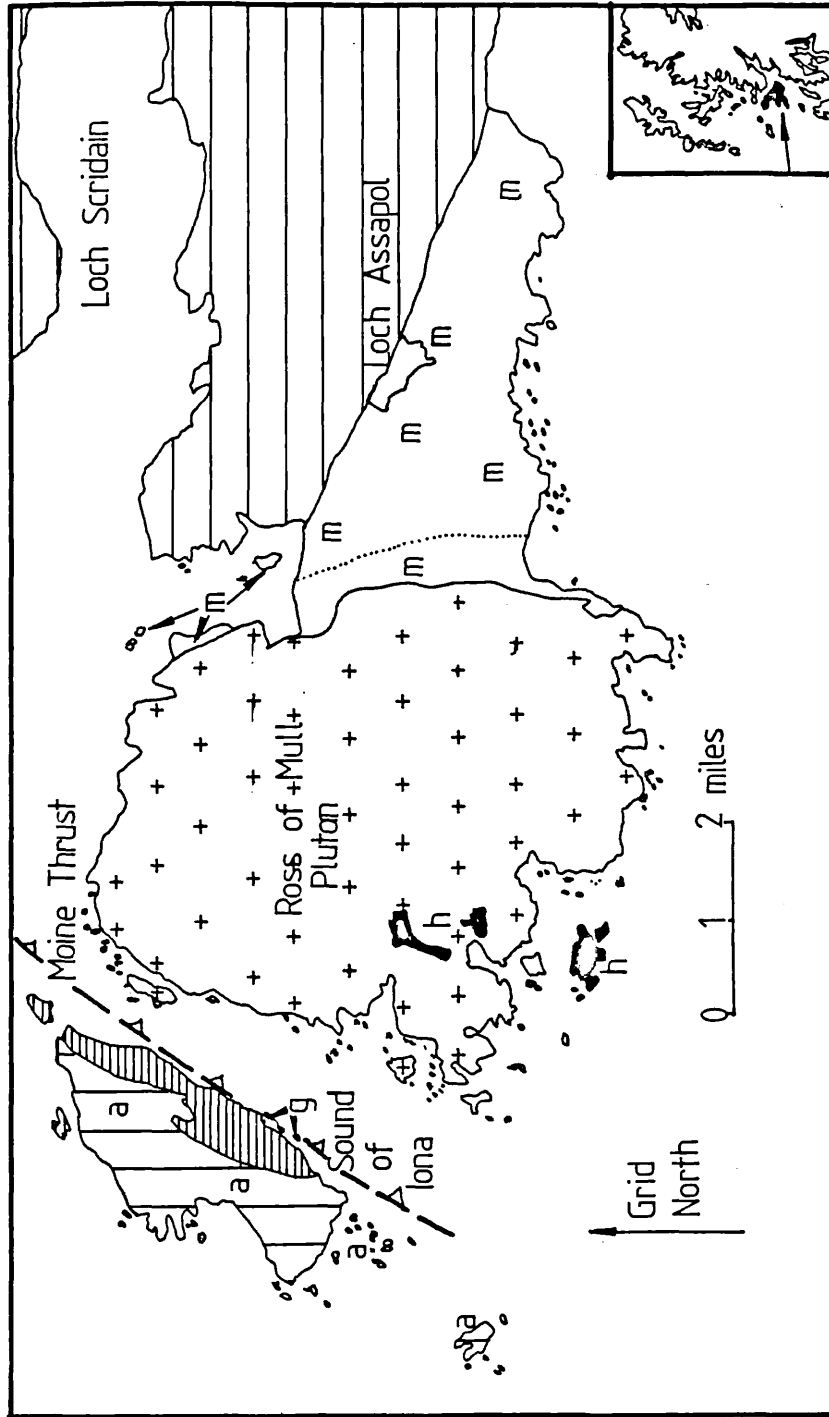 Moine Thrust
Loch Scridain
a
a
g
m
Sound
of
Iona
a
Ross of Mull
Pluton
m
m
m
m
Loch Assapol
m
m
a
h
h
Grid
North
0 1 2 miles